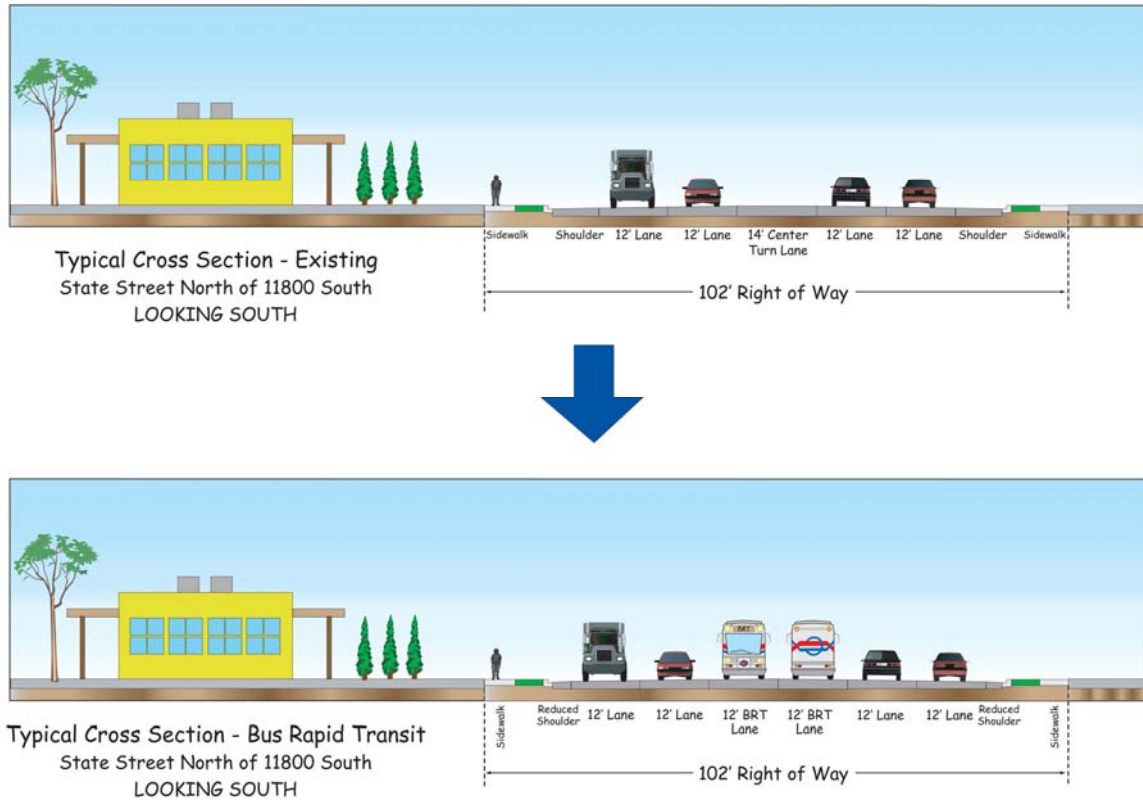 Sidewalk
Shoulder 12' Lane 12' Lane 14' Center 12' Lane 12' Lane Shoulder Sidewalk
Turn Lane
Typical Cross Section - Existing
State Street North of 11800 South
LOOKING SOUTH
102' Right of Way
BRT
Sidewalk
Reduced 12' Lane 12' Lane 12' BRT 12' BRT 12' Lane 12' Lane Reduced
Shoulder Lane Lane Shoulder
Sidewalk
Typical Cross Section - Bus Rapid Transit
State Street North of 11800 South
LOOKING SOUTH
102' Right of Way